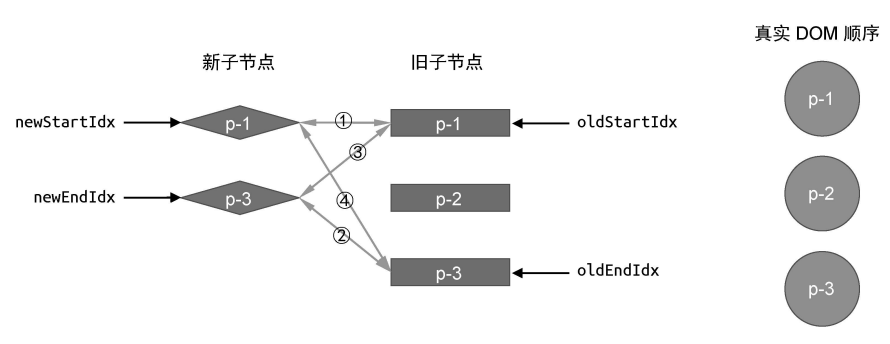 真实 DOM 顺序
新子节点
旧子节点
newStartIdx
p-1
①
p-1
oldStartIdx
p-1
③
newEndIdx
p-3
④
p-2
p-2
②
p-3
oldEndIdx
p-3